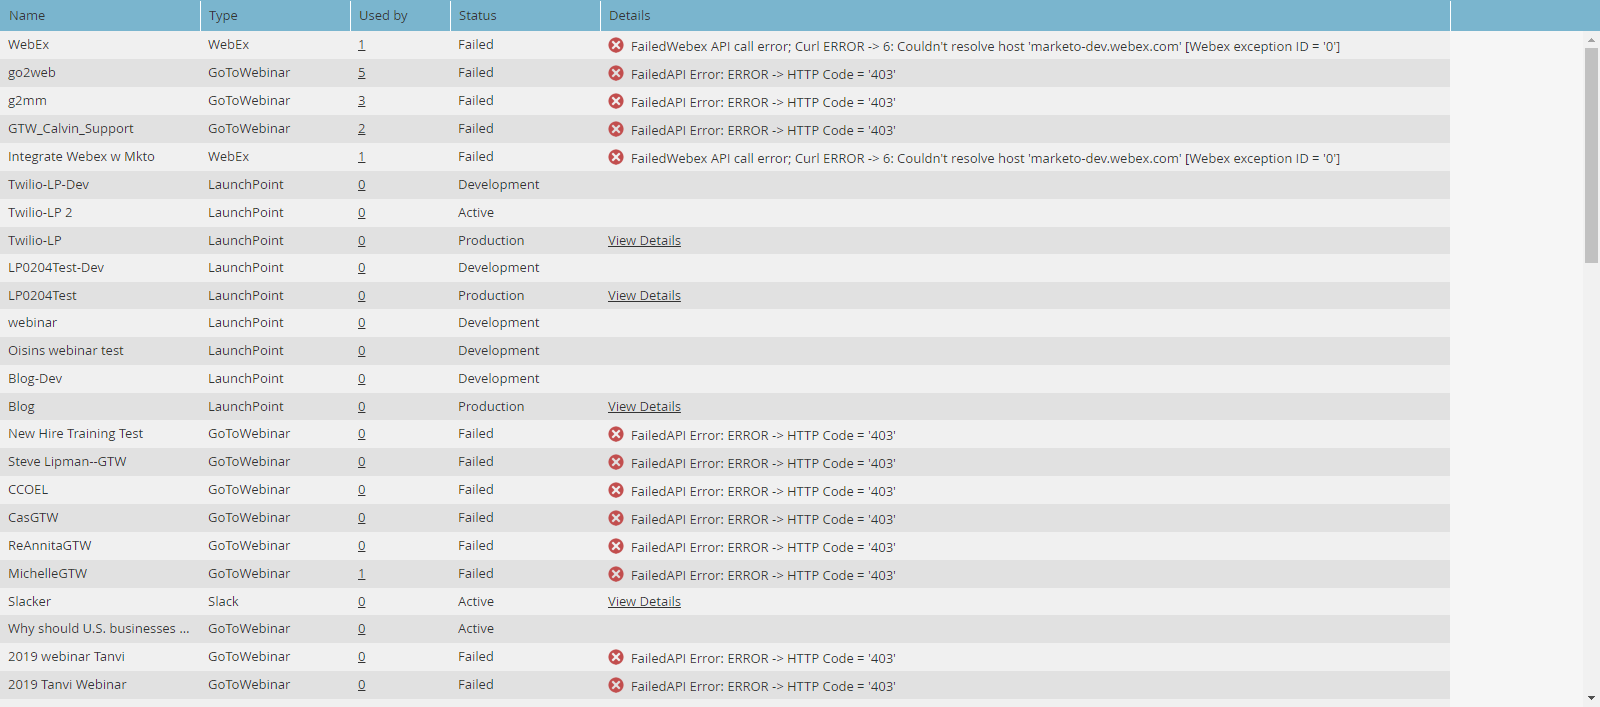 Name Type Used by Status Details
WebEx WebEx 1 Failed FailedWebex API call error; Curl ERROR -> 6: Couldn't resolve host 'marketo-dev.webex.com' [Webex exception ID = '0']
go2web GoToWebinar 5 Failed FailedAPI Error: ERROR -> HTTP Code = '403'
g2mm GoToWebinar 3 Failed FailedAPI Error: ERROR -> HTTP Code = '403'
GTW_Calvin_Support GoToWebinar 2 Failed FailedAPI Error: ERROR -> HTTP Code = '403'
Integrate Webex w Mkto WebEx 1 Failed FailedWebex API call error; Curl ERROR -> 6: Couldn't resolve host 'marketo-dev.webex.com' [Webex exception ID = '0']
Twilio-LP-Dev LaunchPoint 0 Development
Twilio-LP 2 LaunchPoint 0 Active
Twilio-LP LaunchPoint 0 Production View Details
LP0204Test-Dev LaunchPoint 0 Development
LP0204Test LaunchPoint 0 Production View Details
webinar LaunchPoint 0 Development
Oisins webinar test LaunchPoint 0 Development
Blog-Dev LaunchPoint 0 Development
Blog LaunchPoint 0 Production View Details
New Hire Training Test GoToWebinar 0 Failed FailedAPI Error: ERROR -> HTTP Code = '403'
Steve Lipman--GTW GoToWebinar 0 Failed FailedAPI Error: ERROR -> HTTP Code = '403'
CCOEL GoToWebinar 0 Failed FailedAPI Error: ERROR -> HTTP Code = '403'
CasGTW GoToWebinar 0 Failed FailedAPI Error: ERROR -> HTTP Code = '403'
ReAnnitaGTW GoToWebinar 0 Failed FailedAPI Error: ERROR -> HTTP Code = '403'
MichelleGTW GoToWebinar 1 Failed FailedAPI Error: ERROR -> HTTP Code = '403'
Slacker Slack 0 Active View Details
Why should U.S. businesses ... GoToWebinar 0 Active
2019 webinar Tanvi GoToWebinar 0 Failed FailedAPI Error: ERROR -> HTTP Code = '403'
2019 Tanvi Webinar GoToWebinar 0 Failed FailedAPI Error: ERROR -> HTTP Code = '403'